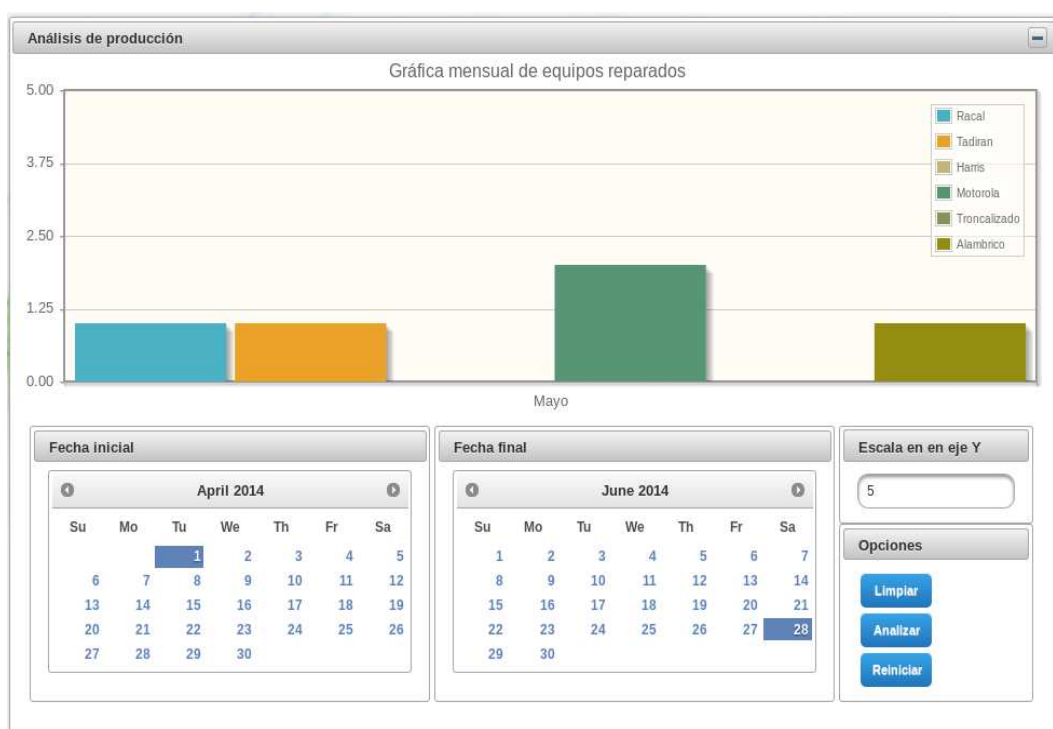 Análisis de producción
Gráfica mensual de equipos reparados
5.00
3.75
2.50
1.25
0.00
Racal
Tadiran
Harris
Motorola
Troncalizado
Alambrico
Mayo
Fecha inicial
April 2014
Su Mo Tu We Th Fr Sa
1 2 3 4 5
6 7 8 9 10 11 12
13 14 15 16 17 18 19
20 21 22 23 24 25 26
27 28 29 30
Fecha final
June 2014
Su Mo Tu We Th Fr Sa
1 2 3 4 5 6 7
8 9 10 11 12 13 14
15 16 17 18 19 20 21
22 23 24 25 26 27 28
29 30
Escala en en eje Y
5
Opciones
Limpiar
Analizar
Reiniciar